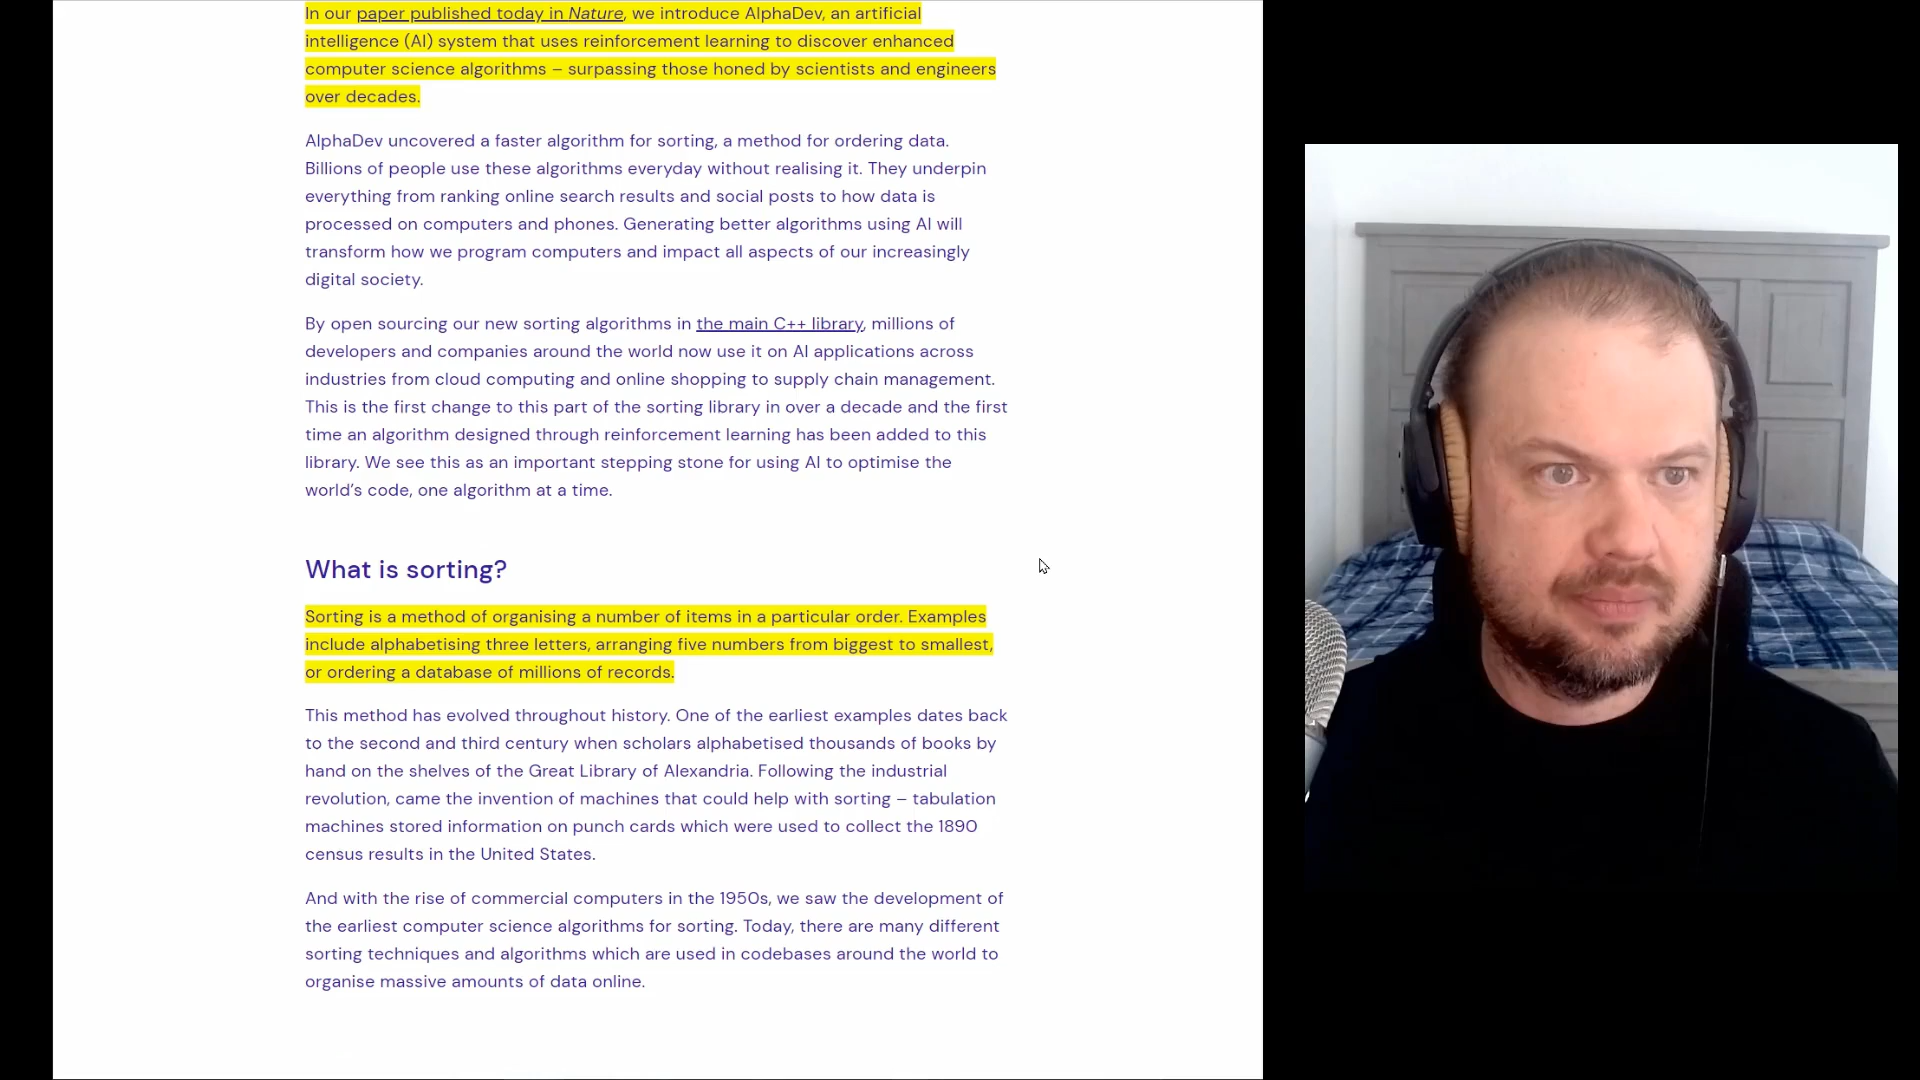 In our paper published today in Nature, we introduce AlphaDev, an artificial
intelligence (AI) system that uses reinforcement learning to discover enhanced
computer science algorithms – surpassing those honed by scientists and engineers
over decades.
AlphaDev uncovered a faster algorithm for sorting, a method for ordering data.
Billions of people use these algorithms everyday without realising it. They underpin
everything from ranking online search results and social posts to how data is
processed on computers and phones. Generating better algorithms using AI will
transform how we program computers and impact all aspects of our increasingly
digital society.
By open sourcing our new sorting algorithms in the main C++ library, millions of
developers and companies around the world now use it on AI applications across
industries from cloud computing and online shopping to supply chain management.
This is the first change to this part of the sorting library in over a decade and the first
time an algorithm designed through reinforcement learning has been added to this
library. We see this as an important stepping stone for using AI to optimise the
world’s code, one algorithm at a time.
What is sorting?
Sorting is a method of organising a number of items in a particular order. Examples
include alphabetising three letters, arranging five numbers from biggest to smallest,
or ordering a database of millions of records.
This method has evolved throughout history. One of the earliest examples dates back
to the second and third century when scholars alphabetised thousands of books by
hand on the shelves of the Great Library of Alexandria. Following the industrial
revolution, came the invention of machines that could help with sorting – tabulation
machines stored information on punch cards which were used to collect the 1890
census results in the United States.
And with the rise of commercial computers in the 1950s, we saw the development of
the earliest computer science algorithms for sorting. Today, there are many different
sorting techniques and algorithms which are used in codebases around the world to
organise massive amounts of data online.